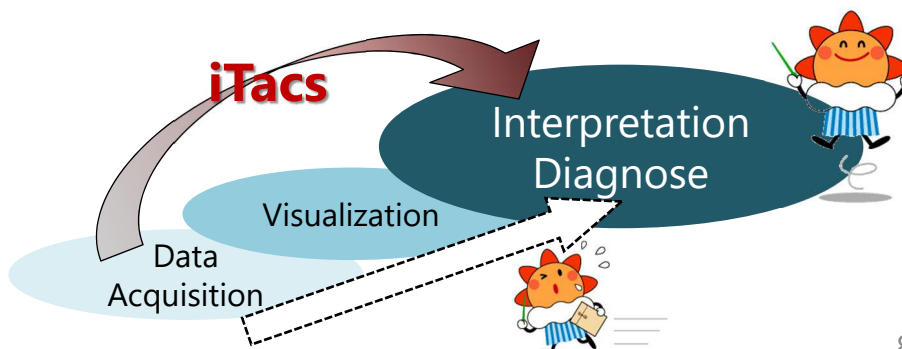 iTacs
Interpretation
Diagnose
Visualization
Data
Acquisition